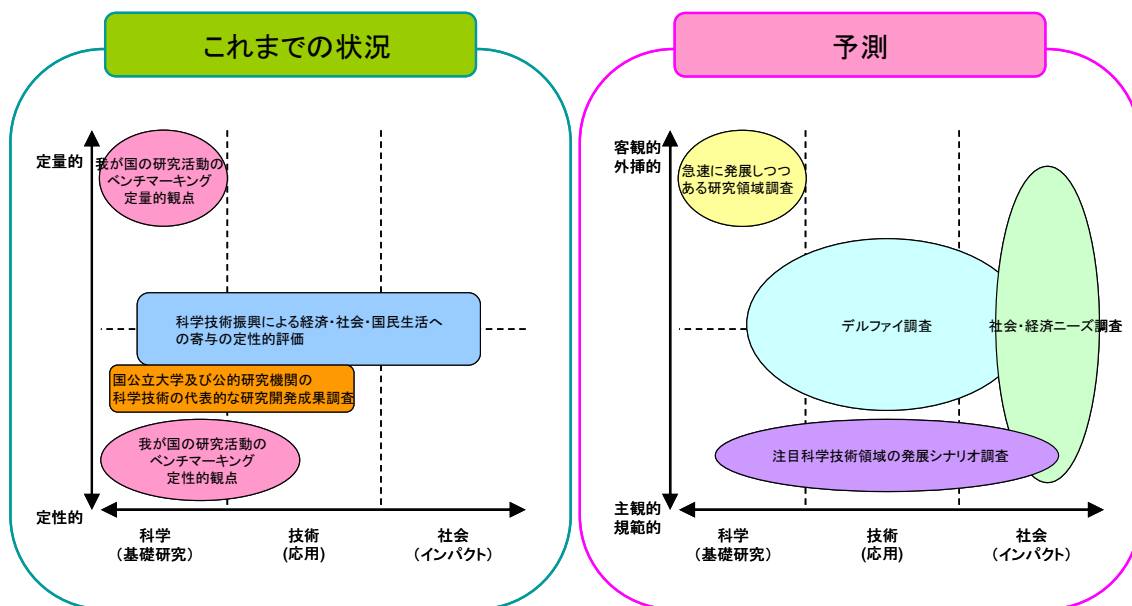 これまでの状況
定量的
我が国の研究活動の
ベンチマーキング
定量的観点
科学技術振興による経済・社会・国民生活へ
の寄与の定性的評価
国公立大学及び公的研究機関の
科学技術の代表的な研究開発成果調査
我が国の研究活動の
ベンチマーキング
定性的観点
定性的
科学
(基礎研究)
技術
(応用)
社会
(インパクト)
予測
客観的
外挿的
急速に発展しつつ
ある研究領域調査
デルファイ調査
社会・経済ニーズ調査
注目科学技術領域の発展シナリオ調査
主観的
規範的
科学
(基礎研究)
技術
(応用)
社会
(インパクト)